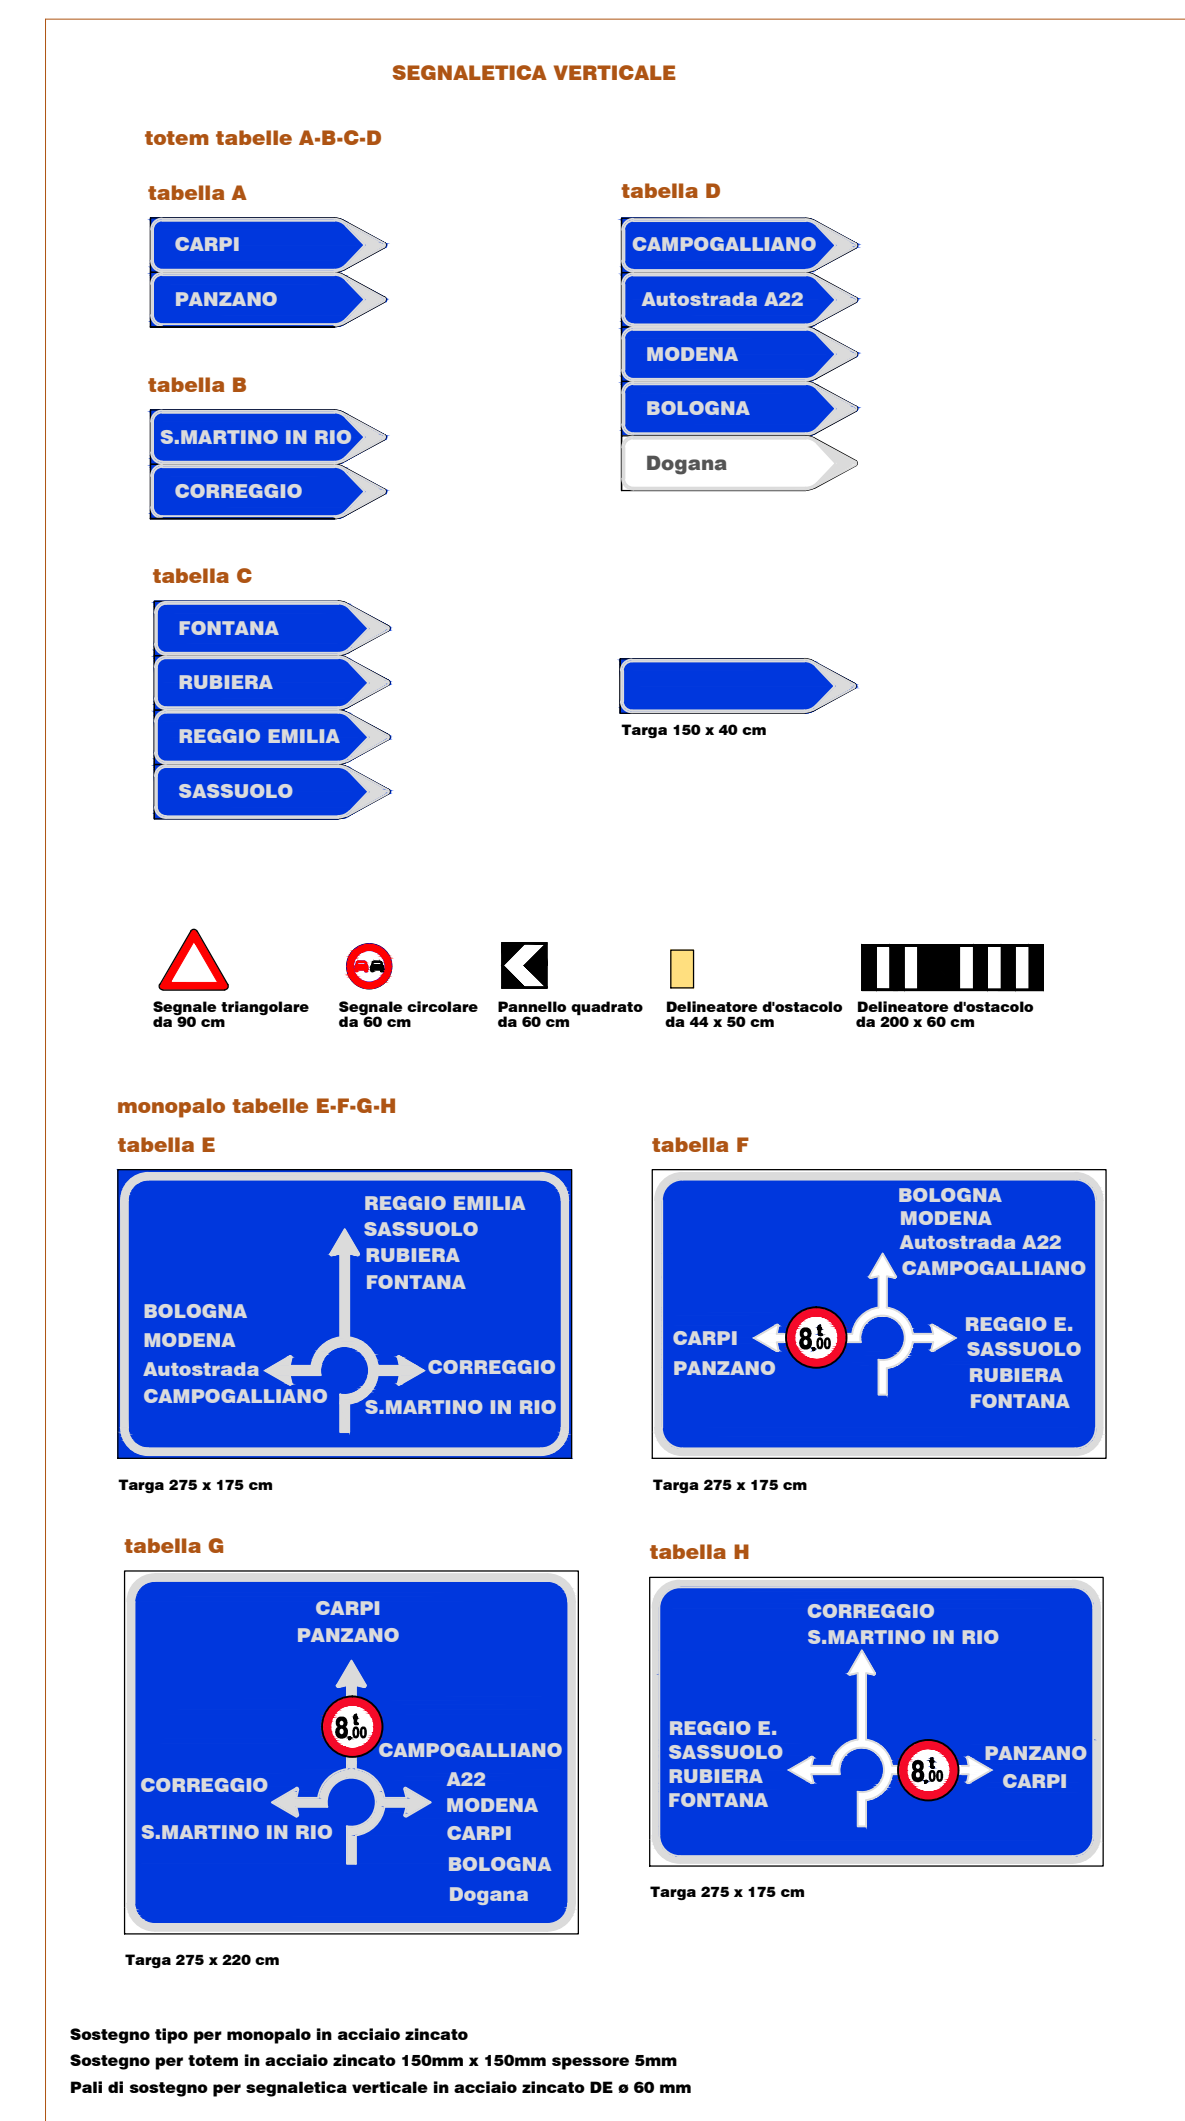 SEGNALETICA VERTICALE
totem tabelle A-B-C-D
tabella A
CARPI
PANZANO
tabella B
S.MARTINO IN RIO
CORREGGIO
tabella C
FONTANA
RUBIERA
REGGIO EMILIA
SASSUOLO
tabella D
CAMPOGALLIANO
Autostrada A22
MODENA
BOLOGNA
Dogana
Targa 150 x 40 cm
Segnale triangolare
da 90 cm
Segnale circolare
da 60 cm
Pannello quadrato
da 60 cm
Delineatore d'ostacolo
da 44 x 50 cm
Delineatore d'ostacolo
da 200 x 60 cm
monopalo tabelle E-F-G-H
tabella E
REGGIO EMILIA
SASSUOLO
RUBIERA
FONTANA
BOLOGNA
MODENA
Autostrada
CAMPOGALLIANO
CORREGGIO
S.MARTINO IN RIO
Targa 275 x 175 cm
tabella F
BOLOGNA
MODENA
Autostrada A22
CAMPOGALLIANO
CARPI
PANZANO
8,00 t
REGGIO E.
SASSUOLO
RUBIERA
FONTANA
Targa 275 x 175 cm
tabella G
CARPI
PANZANO
8,00 t
CORREGGIO
S.MARTINO IN RIO
CAMPOGALLIANO
A22
MODENA
CARPI
BOLOGNA
Dogana
Targa 275 x 220 cm
tabella H
CORREGGIO
S.MARTINO IN RIO
REGGIO E.
SASSUOLO
RUBIERA
FONTANA
8,00 t
PANZANO
CARPI
Targa 275 x 175 cm
Sostegno tipo per monopalo in acciaio zincato
Sostegno per totem in acciaio zincato 150mm x 150mm spessore 5mm
Pali di sostegno per segnaletica verticale in acciaio zincato DE ø 60 mm